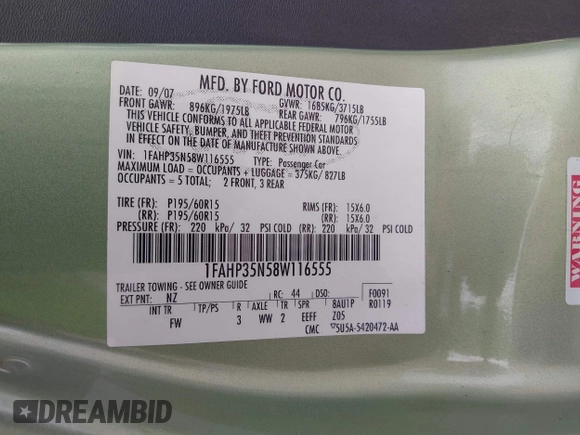 MFD. BY FORD MOTOR CO.
DATE: 09/07
GVWR: 1685KG/3715LB
FRONT GAWR: 896KG/1975LB
REAR GAWR: 796KG/1755LB
THIS VEHICLE CONFORMS TO ALL APPLICABLE FEDERAL MOTOR
VEHICLE SAFETY, BUMPER, AND THEFT PREVENTION STANDARDS
IN EFFECT ON THE DATE OF MANUFACTURE SHOWN ABOVE.
VIN: 1FAHP35N58W116555
TYPE: Passenger Car
MAXIMUM LOAD = OCCUPANTS + LUGGAGE = 375KG/ 827LB
OCCUPANTS = 5 TOTAL; 2 FRONT, 3 REAR
TIRE (FR): P195/60R15 RIMS (FR): 15X6.0
(RR): P195/60R15 (RR): 15X6.0
PRESSURE (FR): 220 kPa/ 32 PSI COLD (RR) 220 kPa/ 32 PSI COLD
1FAHP35N58W116555
TRAILER TOWING - SEE OWNER GUIDE
EXT PNT: NZ RC: 44 DSO: F0091
INT TR TP/PS R AXLE TR SPR 8AU1P R0119
FW 3 WW 2 EEFF Z05
CMC ▽5U5A-5420472-AA
WARNING
DREAMBID